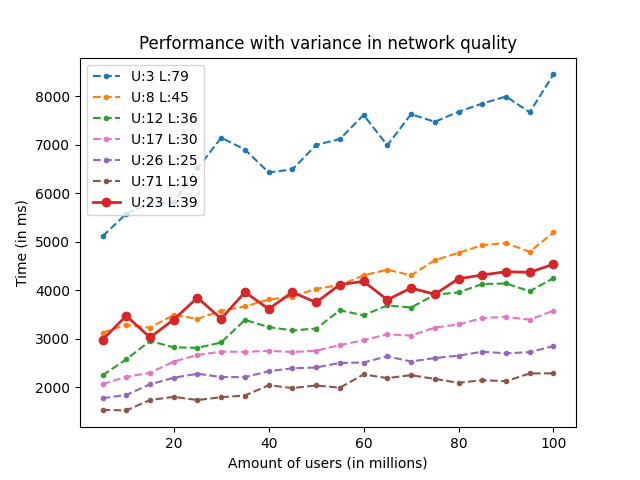 Performance with variance in network quality
U:3 L:79
U:8 L:45
U:12 L:36
U:17 L:30
U:26 L:25
U:71 L:19
U:23 L:39
8000
7000
6000
5000
4000
3000
2000
Time (in ms)
20 40 60 80 100
Amount of users (in millions)